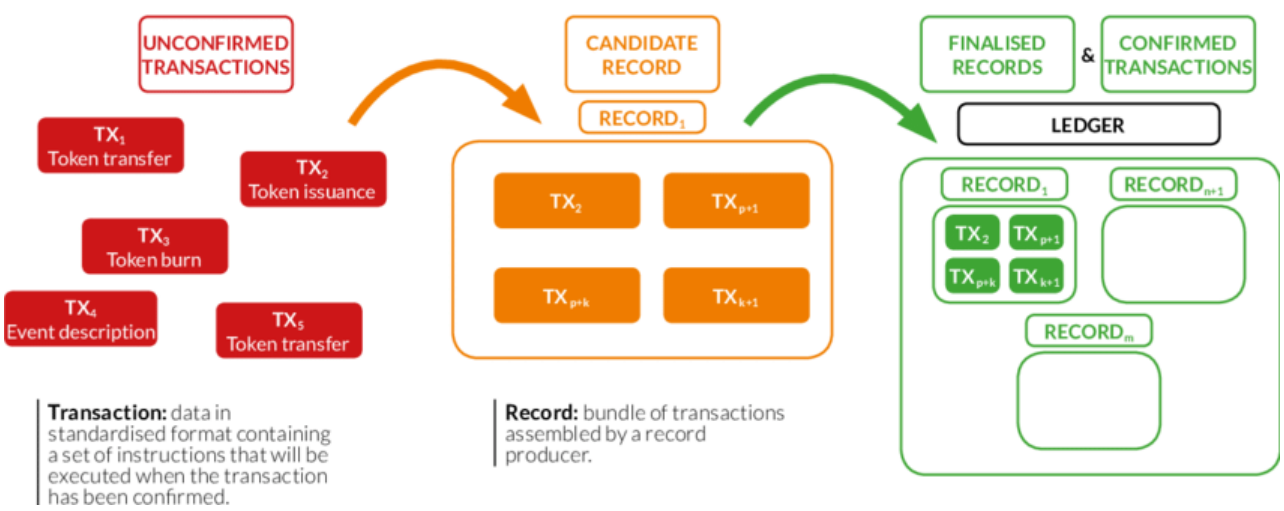 UNCONFIRMED
TRANSACTIONS
TX₁
Token transfer
TX₂
Token issuance
TX₃
Token burn
TX₄
Event description
TX₅
Token transfer
Transaction: data in
standardised format containing
a set of instructions that will be
executed when the transaction
has been confirmed.
CANDIDATE
RECORD
RECORD₁
TX₂
TXₚ₊₁
TXₚ₊ₖ
TXₖ₊₁
Record: bundle of transactions
assembled by a record
producer.
FINALISED
RECORDS
&
CONFIRMED
TRANSACTIONS
LEDGER
RECORD₁
TX₂
TXₚ₊₁
TXₚ₊ₖ
TXₖ₊₁
RECORDₙ₊₁
RECORDₘ